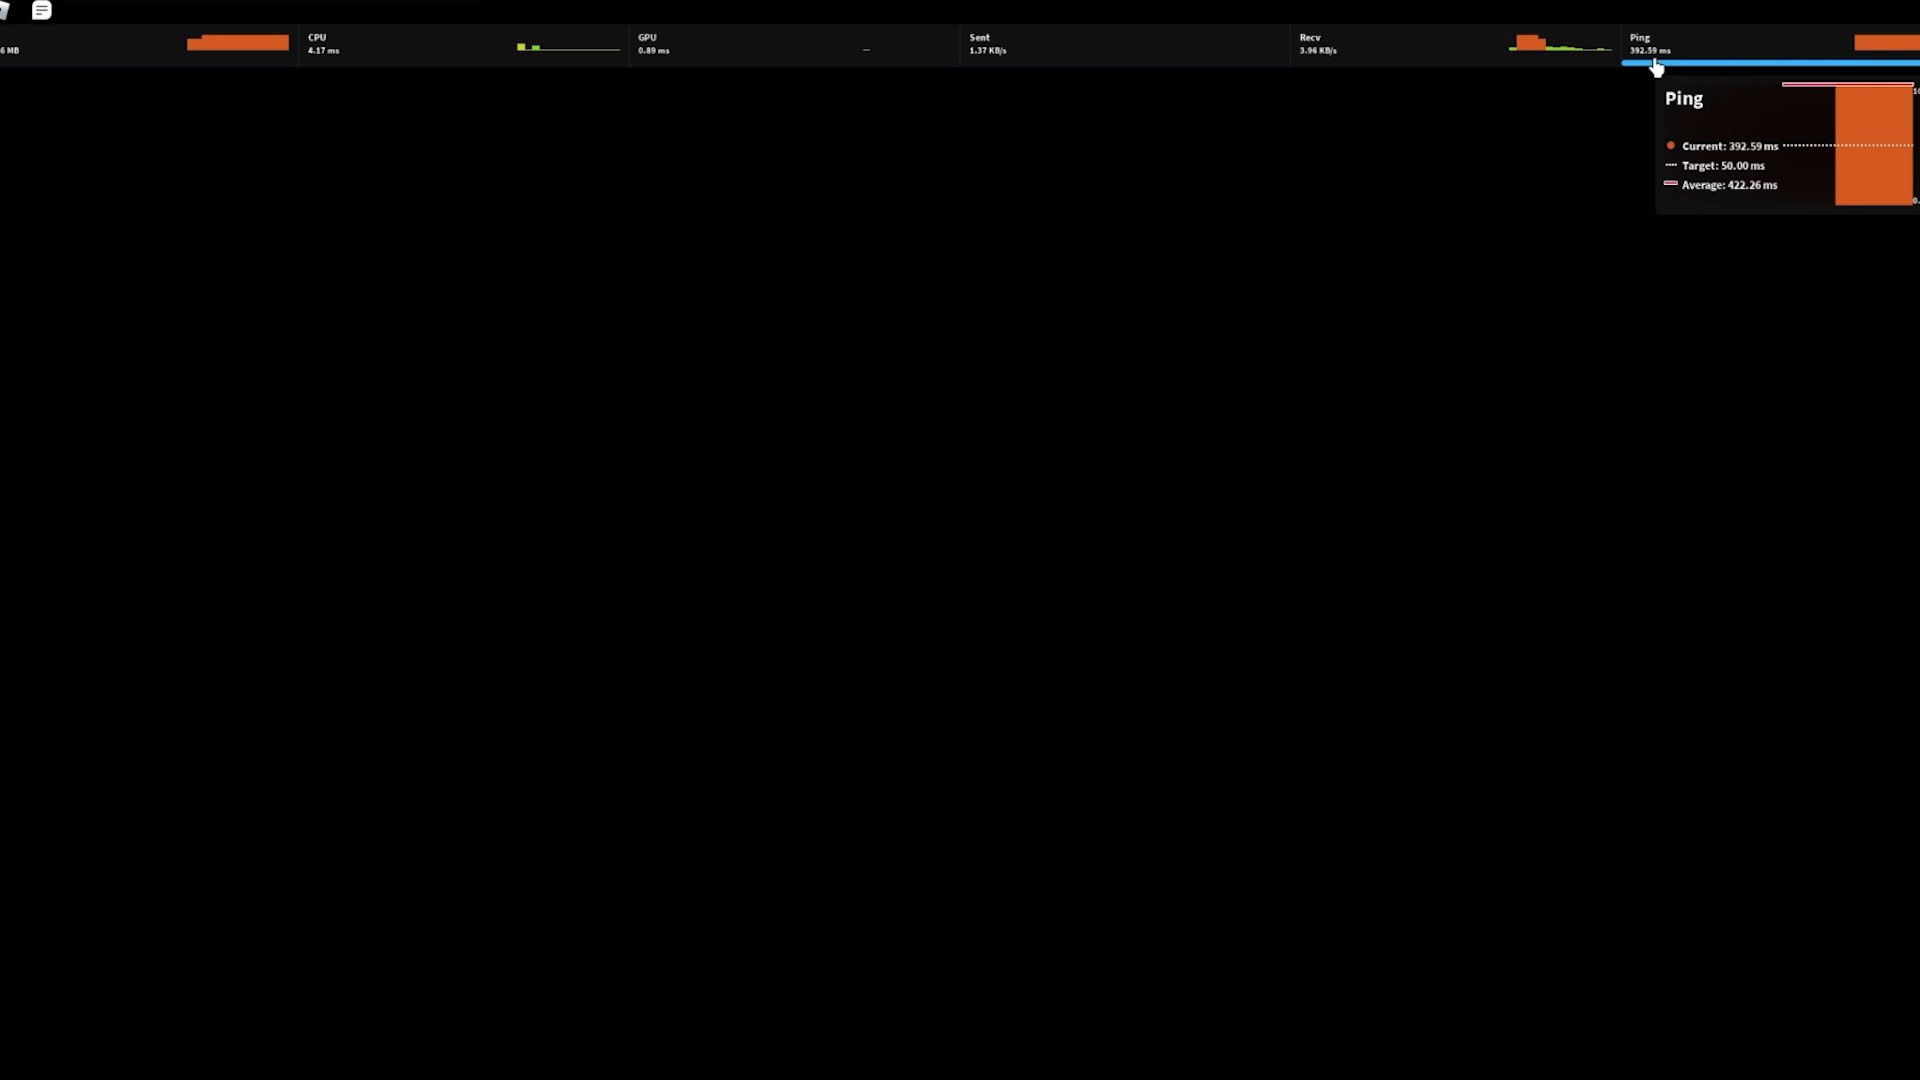 6 MB
CPU
4.17 ms
GPU
0.89 ms
Sent
1.37 KB/s
Recv
3.96 KB/s
Ping
392.59 ms
Ping
Current: 392.59 ms
Target: 50.00 ms
Average: 422.26 ms